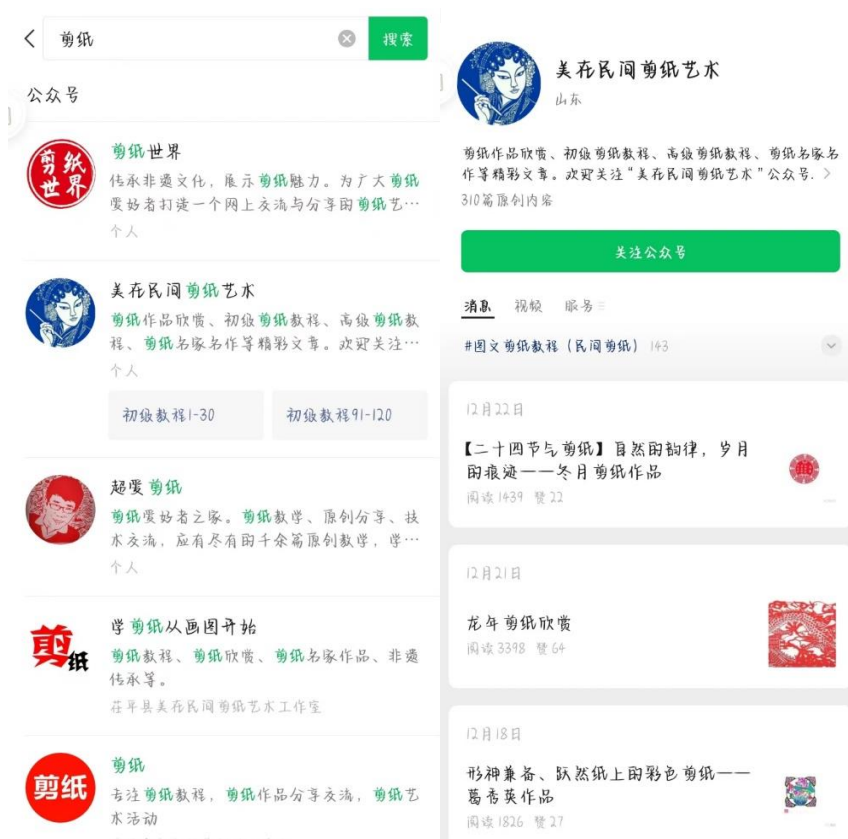 剪纸
搜索
公众号
剪纸世界
剪纸世界
传承非遗文化，展示剪纸魅力。为广大剪纸
爱好者打造一个网上交流与分享的剪纸艺…
个人
美在民间剪纸艺术
剪纸作品欣赏、初级剪纸教程、高级剪纸教
程、剪纸名家名作等精彩文章。欢迎关注…
个人
初级教程1-30
初级教程91-120
超爱剪纸
剪纸爱好者之家。剪纸教学、原创分享、技
术交流，应有尽有的千余篇原创教学，学…
个人
剪纸
学剪纸从画图开始
剪纸教程、剪纸欣赏、剪纸名家作品、非遗
传承等。
茌平县美在民间剪纸艺术工作室
剪纸
剪纸
专注剪纸教程，剪纸作品分享交流，剪纸艺
术活动
美在民间剪纸艺术
山东
剪纸作品欣赏、初级剪纸教程、高级剪纸教程、剪纸名家名
作等精彩文章。欢迎关注“美在民间剪纸艺术”公众号.
310篇原创内容
关注公众号
消息 视频 服务
#图文剪纸教程（民间剪纸） 143
12月22日
【二十四节气剪纸】自然的韵律，岁月
的痕迹——冬月剪纸作品
阅读1439 赞22
12月21日
龙年剪纸欣赏
阅读3398 赞64
12月18日
形神兼备、跃然纸上的彩色剪纸——
葛秀英作品
阅读1826 赞27